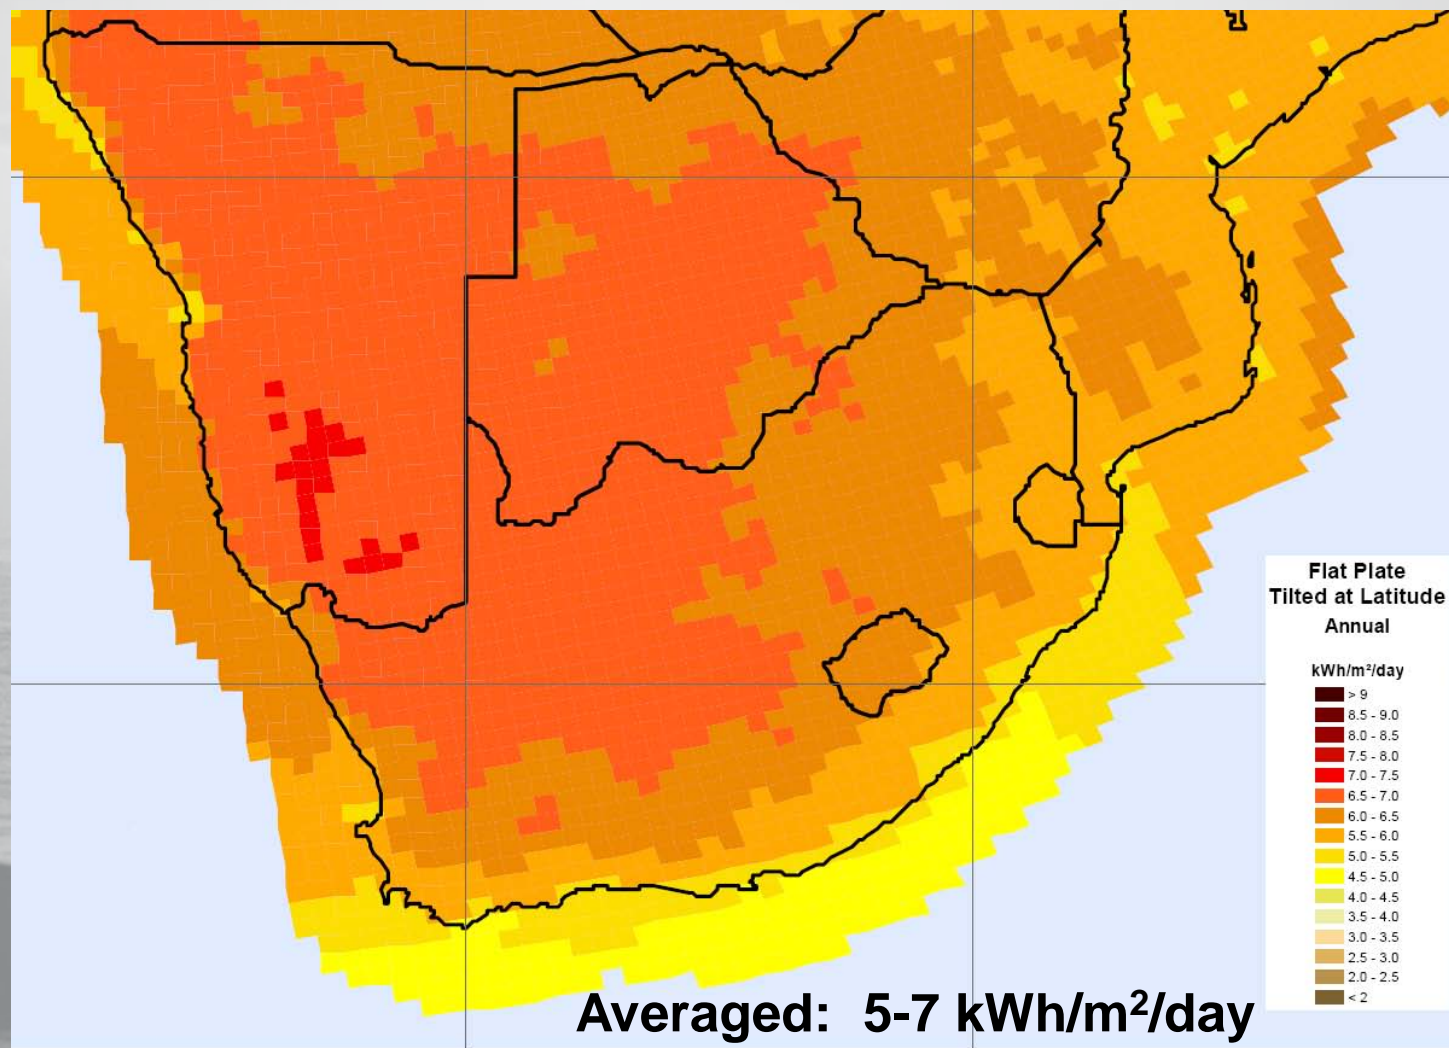 Flat Plate
Tilted at Latitude
Annual
kWh/m²/day
> 9
8.5 - 9.0
8.0 - 8.5
7.5 - 8.0
7.0 - 7.5
6.5 - 7.0
6.0 - 6.5
5.5 - 6.0
5.0 - 5.5
4.5 - 5.0
4.0 - 4.5
3.5 - 4.0
3.0 - 3.5
2.5 - 3.0
2.0 - 2.5
< 2
Averaged: 5-7 kWh/m²/day